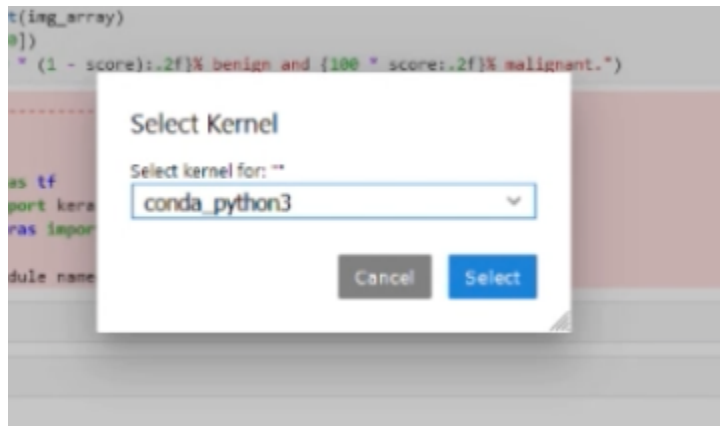 t(img_array)
0])
* (1 - score):.2f}% benign and {100 * score:.2f}% malignant.")
Select Kernel
Select kernel for: ""
as tf
conda_python3
port kera
ras impor
Cancel
Select
dule name